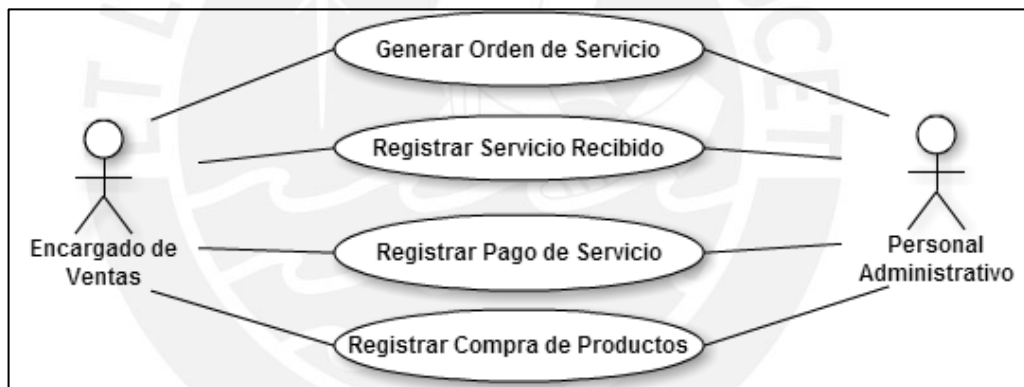 Generar Orden de Servicio
Registrar Servicio Recibido
Encargado de
Ventas
Registrar Pago de Servicio
Personal
Administrativo
Registrar Compra de Productos